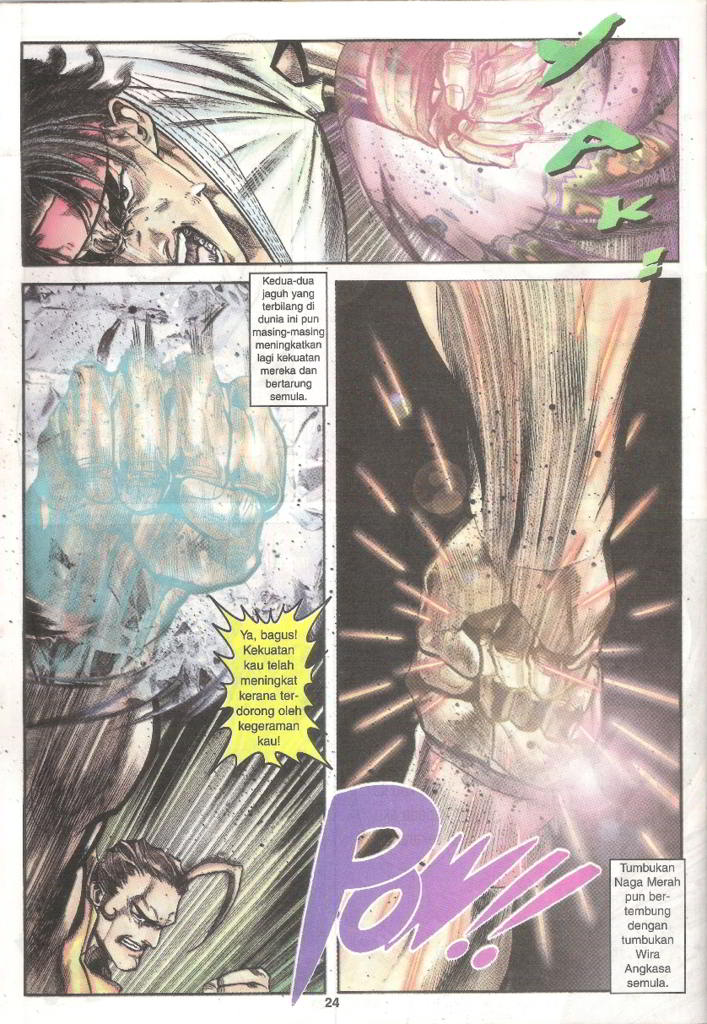 YAAK!
Kedua-dua
jaguh yang
terbilang di
dunia ini pun
masing-masing
meningkatkan
lagi kekuatan
mereka dan
bertarung
semula.
Ya, bagus!
Kekuatan
kau telah
meningkat
kerana ter-
dorong oleh
kegeraman
kau!
POW!!
Tumbukan
Naga Merah
pun ber-
tembung
dengan
tumbukan
Wira
Angkasa
semula.
24